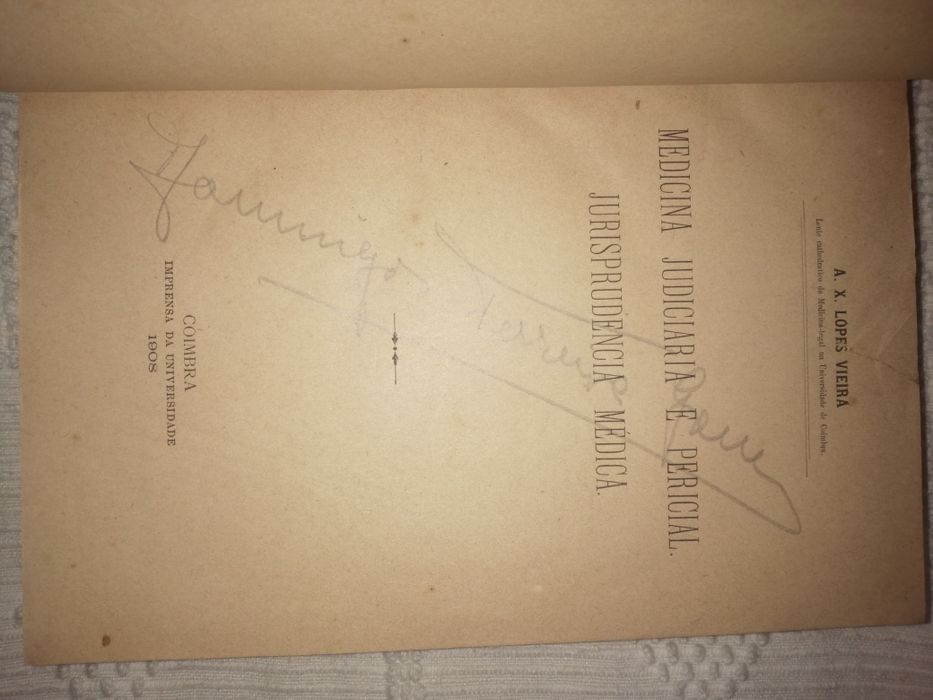 A. X. LOPES VIEIRA
Lente cathedratico de Medicina-legal na Universidade de Coimbra.
MEDICINA JUDICIARIA E PERICIAL.
JURISPRUDENCIA MÉDICA.
COIMBRA
IMPRENSA DA UNIVERSIDADE
1908